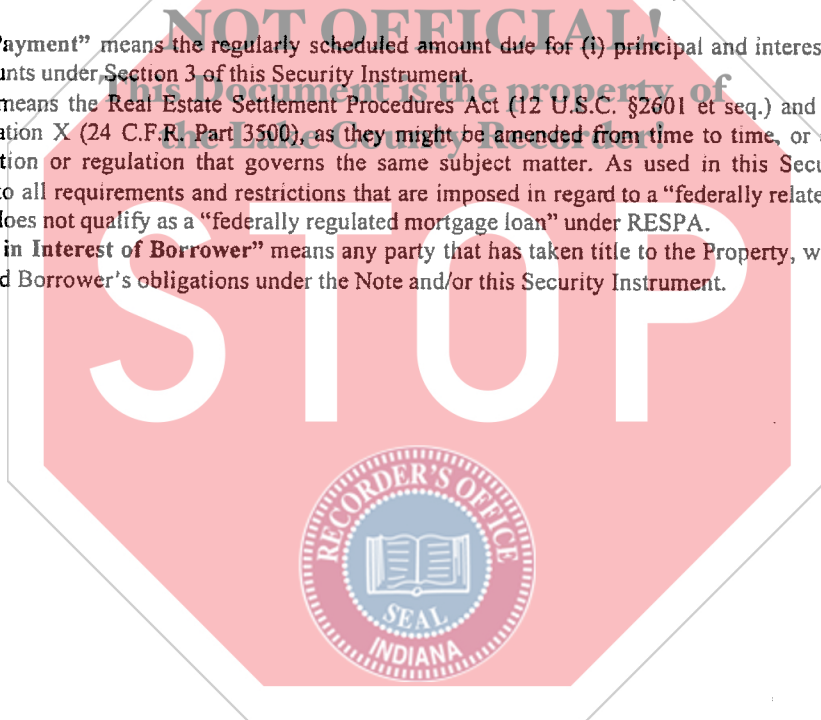 NOT OFFICIAL!
ayment” means the regularly scheduled amount due for (i) principal and interes
unts under Section 3 of this Security Instrument.
This Document is the property of
means the Real Estate Settlement Procedures Act (12 U.S.C. §2601 et seq.) and
ation X (24 C.F.R. Part 3500), as they might be amended from time to time, or
the Lake County Recorder!
tion or regulation that governs the same subject matter. As used in this Secu
o all requirements and restrictions that are imposed in regard to a “federally relate
does not qualify as a “federally regulated mortgage loan” under RESPA.
in Interest of Borrower” means any party that has taken title to the Property, w
d Borrower’s obligations under the Note and/or this Security Instrument.
STOP
RECORDER'S OFFICE
SEAL
INDIANA